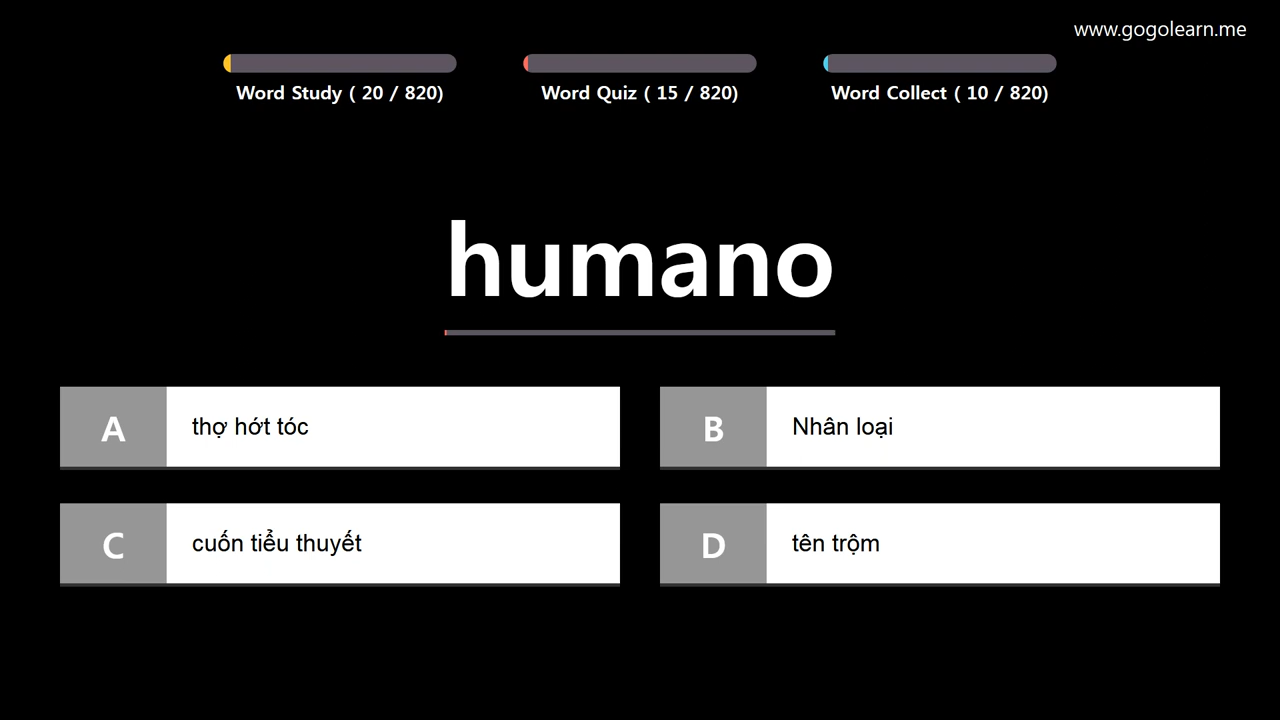 www.gogolearn.me
Word Study ( 20 / 820)
Word Quiz ( 15 / 820)
Word Collect ( 10 / 820)
humano
A
thợ hớt tóc
B
Nhân loại
C
cuốn tiểu thuyết
D
tên trộm